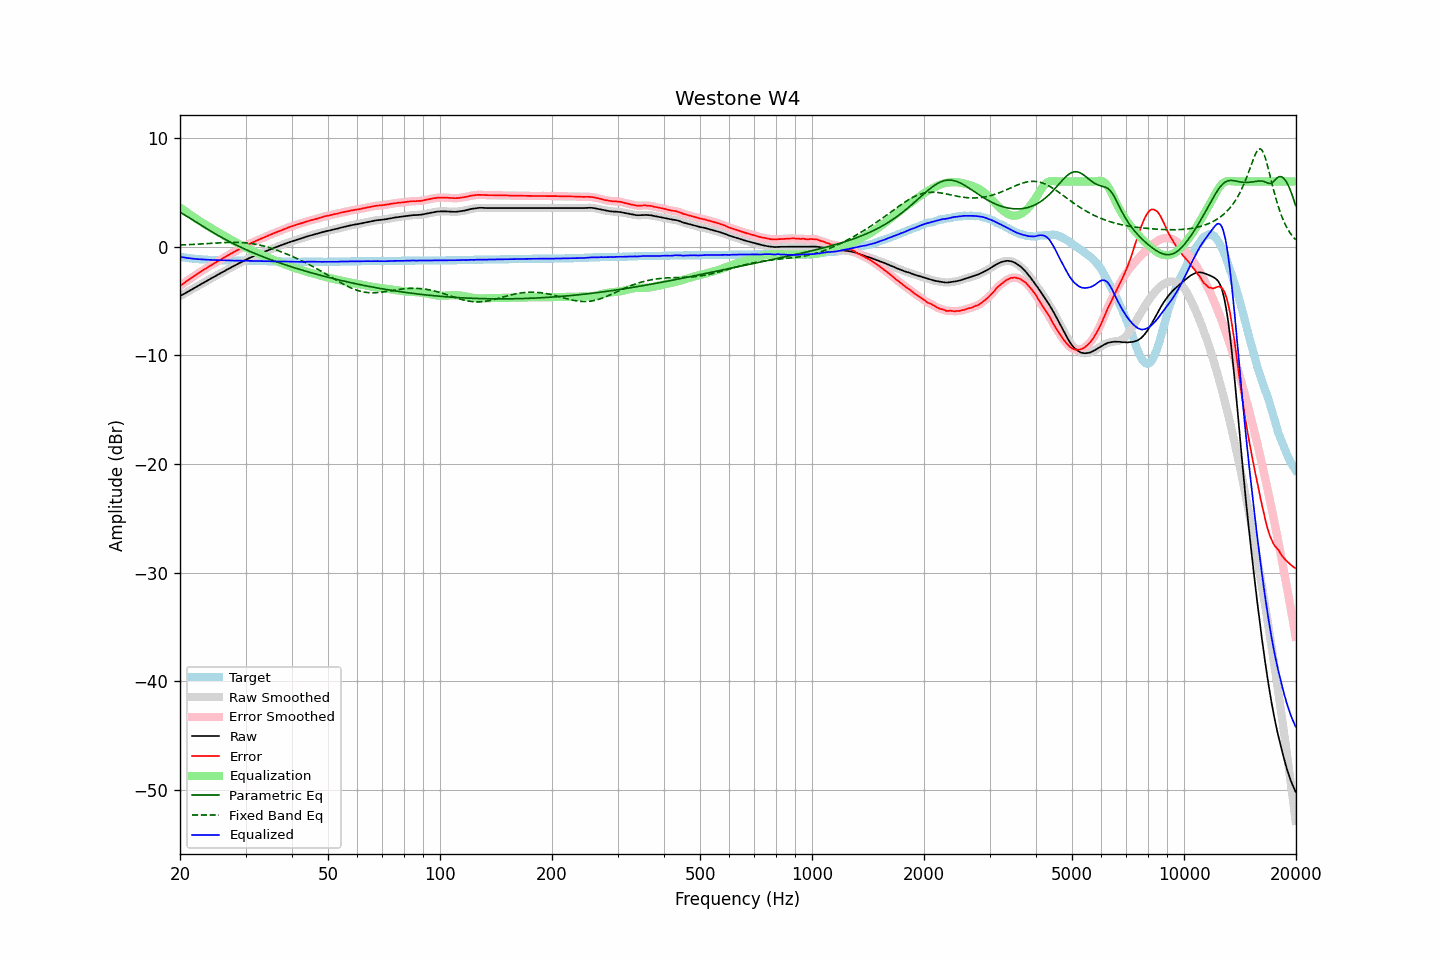 Westone W4
10
0
−10
−20
−30
−40
−50
Amplitude (dBr)
Target
Raw Smoothed
Error Smoothed
Raw
Error
Equalization
Parametric Eq
Fixed Band Eq
Equalized
20 50 100 200 500 1000 2000 5000 10000 20000
Frequency (Hz)